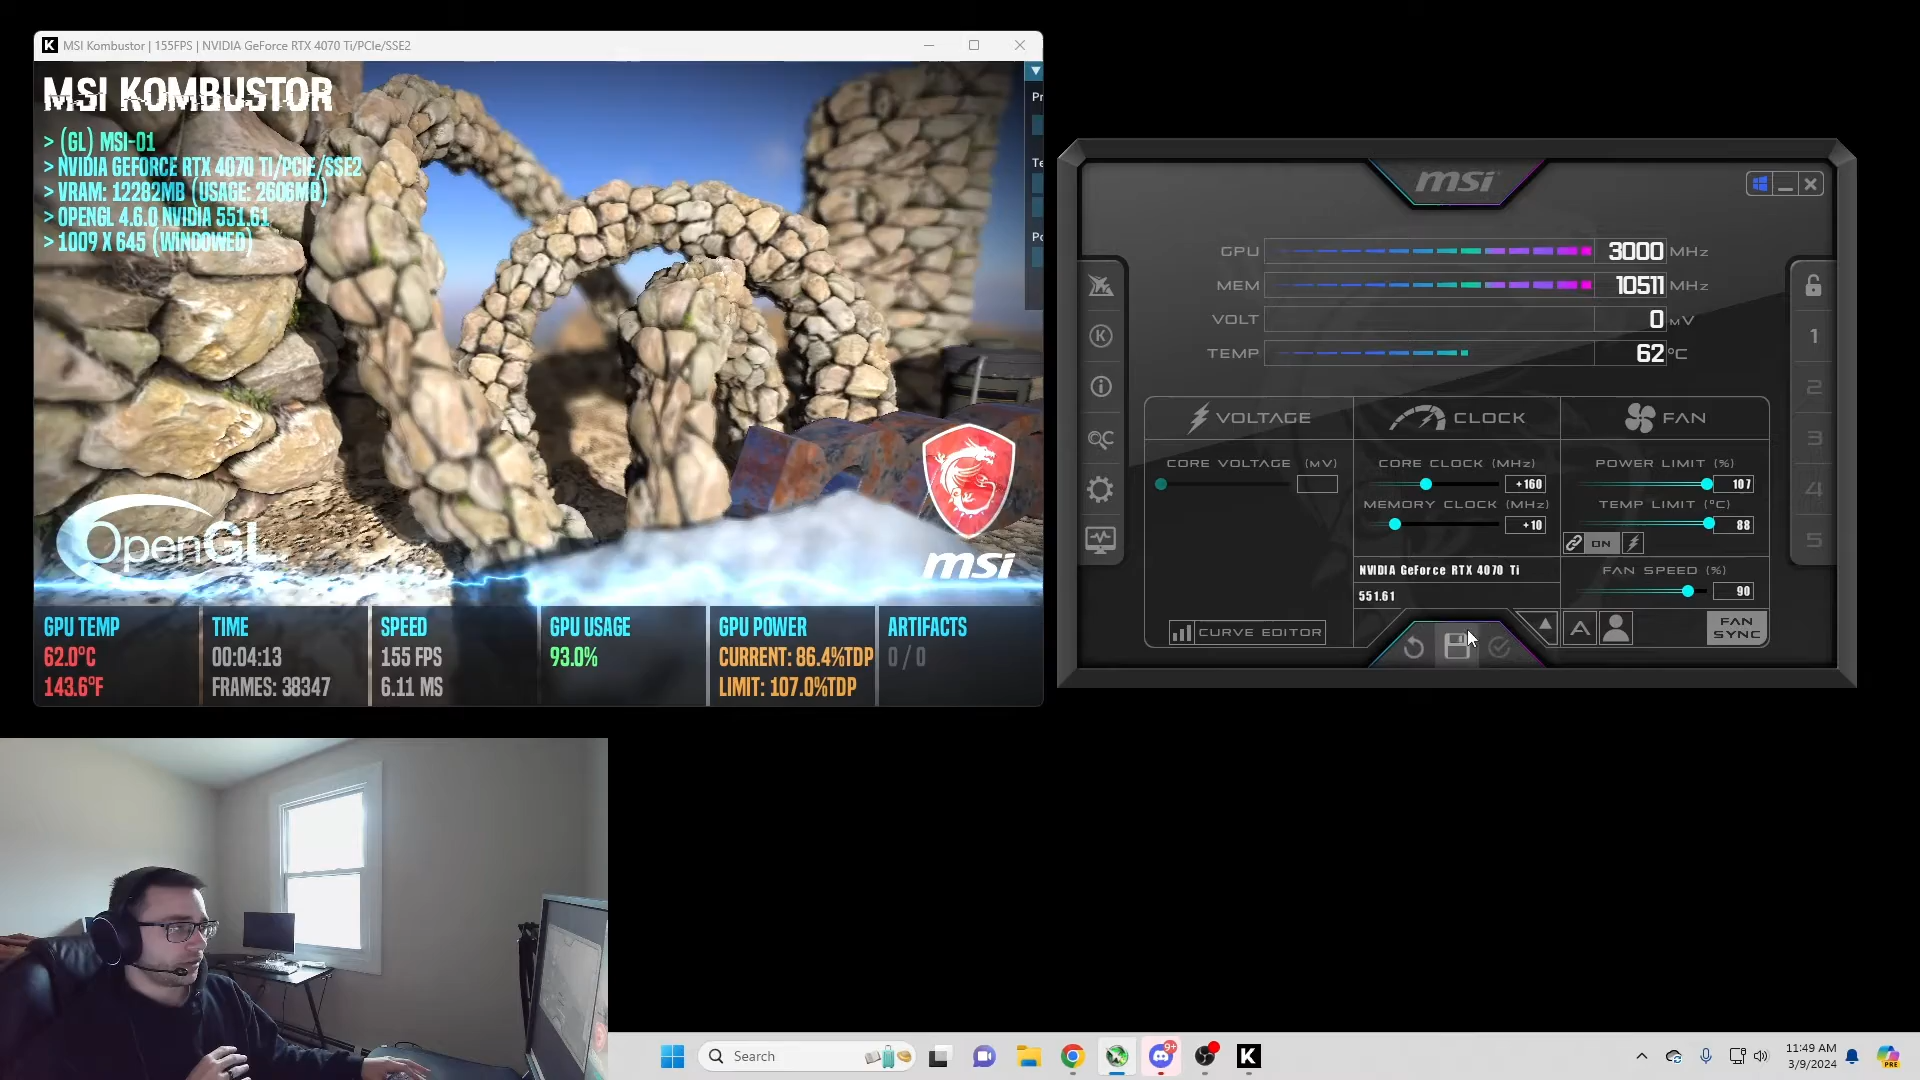 MSI Kombustor | 155FPS | NVIDIA GeForce RTX 4070 Ti/PCIe/SSE2
MSI KOMBUSTOR
> (GL) MSI-01
> NVIDIA GEFORCE RTX 4070 TI/PCIE/SSE2
> VRAM: 12282MB (USAGE: 2606MB)
> OPENGL 4.6.0 NVIDIA 551.61
> 1009 X 645 (WINDOWED)
Pr
Te
Po
OpenGL
msi
GPU TEMP
62.0°C
143.6°F
TIME
00:04:13
FRAMES: 38347
SPEED
155 FPS
6.11 MS
GPU USAGE
93.0%
GPU POWER
CURRENT: 86.4%TDP
LIMIT: 107.0%TDP
ARTIFACTS
0 / 0
msi
GPU 3000 MHz
MEM 10511 MHz
VOLT 0 mV
TEMP 62 °C
K
i
OC
1
2
3
4
5
VOLTAGE
CORE VOLTAGE (MV)
CURVE EDITOR
CLOCK
CORE CLOCK (MHz)
+160
MEMORY CLOCK (MHz)
+10
NVIDIA GeForce RTX 4070 Ti
551.61
FAN
POWER LIMIT (%)
107
TEMP LIMIT (°C)
88
ON
FAN SPEED (%)
90
A
FAN
SYNC
Search
9+
K
11:49 AM
3/9/2024
PRE